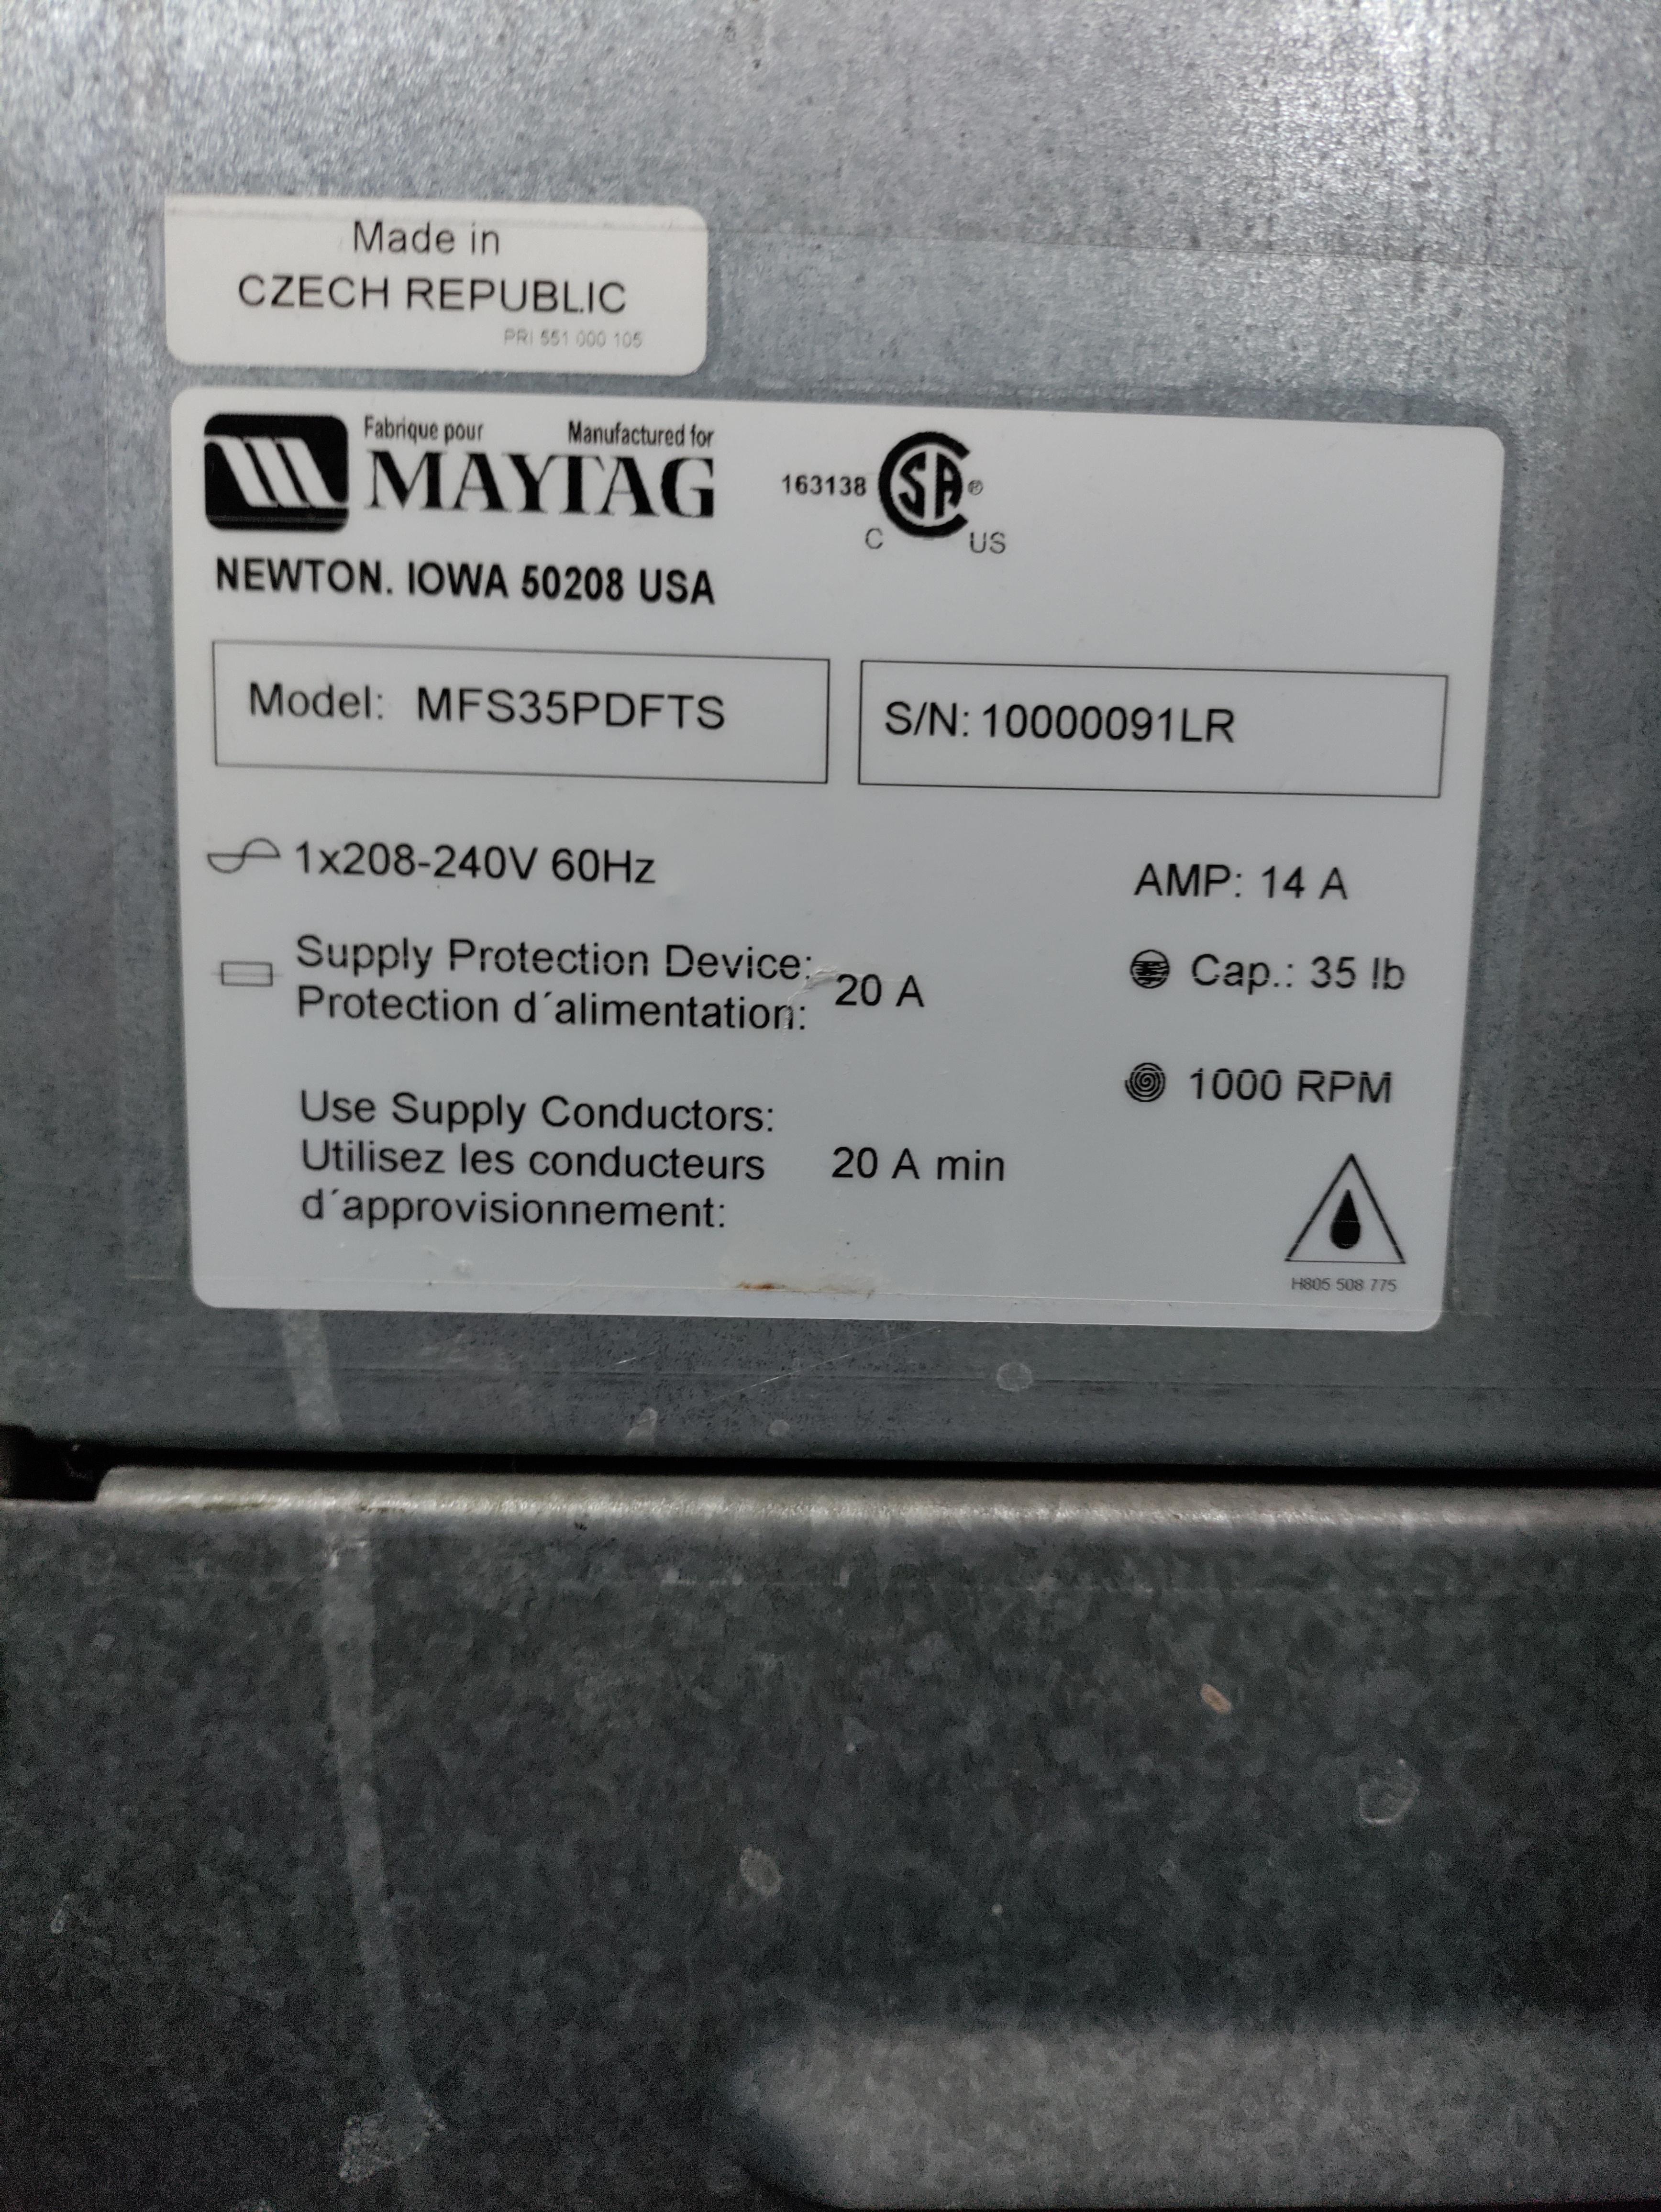 Made in
CZECH REPUBLIC
PRI 551 000 105
Fabrique pour Manufactured for
MAYTAG
163138 CSA ®
C US
NEWTON. IOWA 50208 USA
Model: MFS35PDFTS
S/N: 10000091LR
1x208-240V 60Hz
AMP: 14 A
Supply Protection Device:
Protection d´alimentation: 20 A
Cap.: 35 lb
1000 RPM
Use Supply Conductors:
Utilisez les conducteurs 20 A min
d´approvisionnement:
H805 508 775